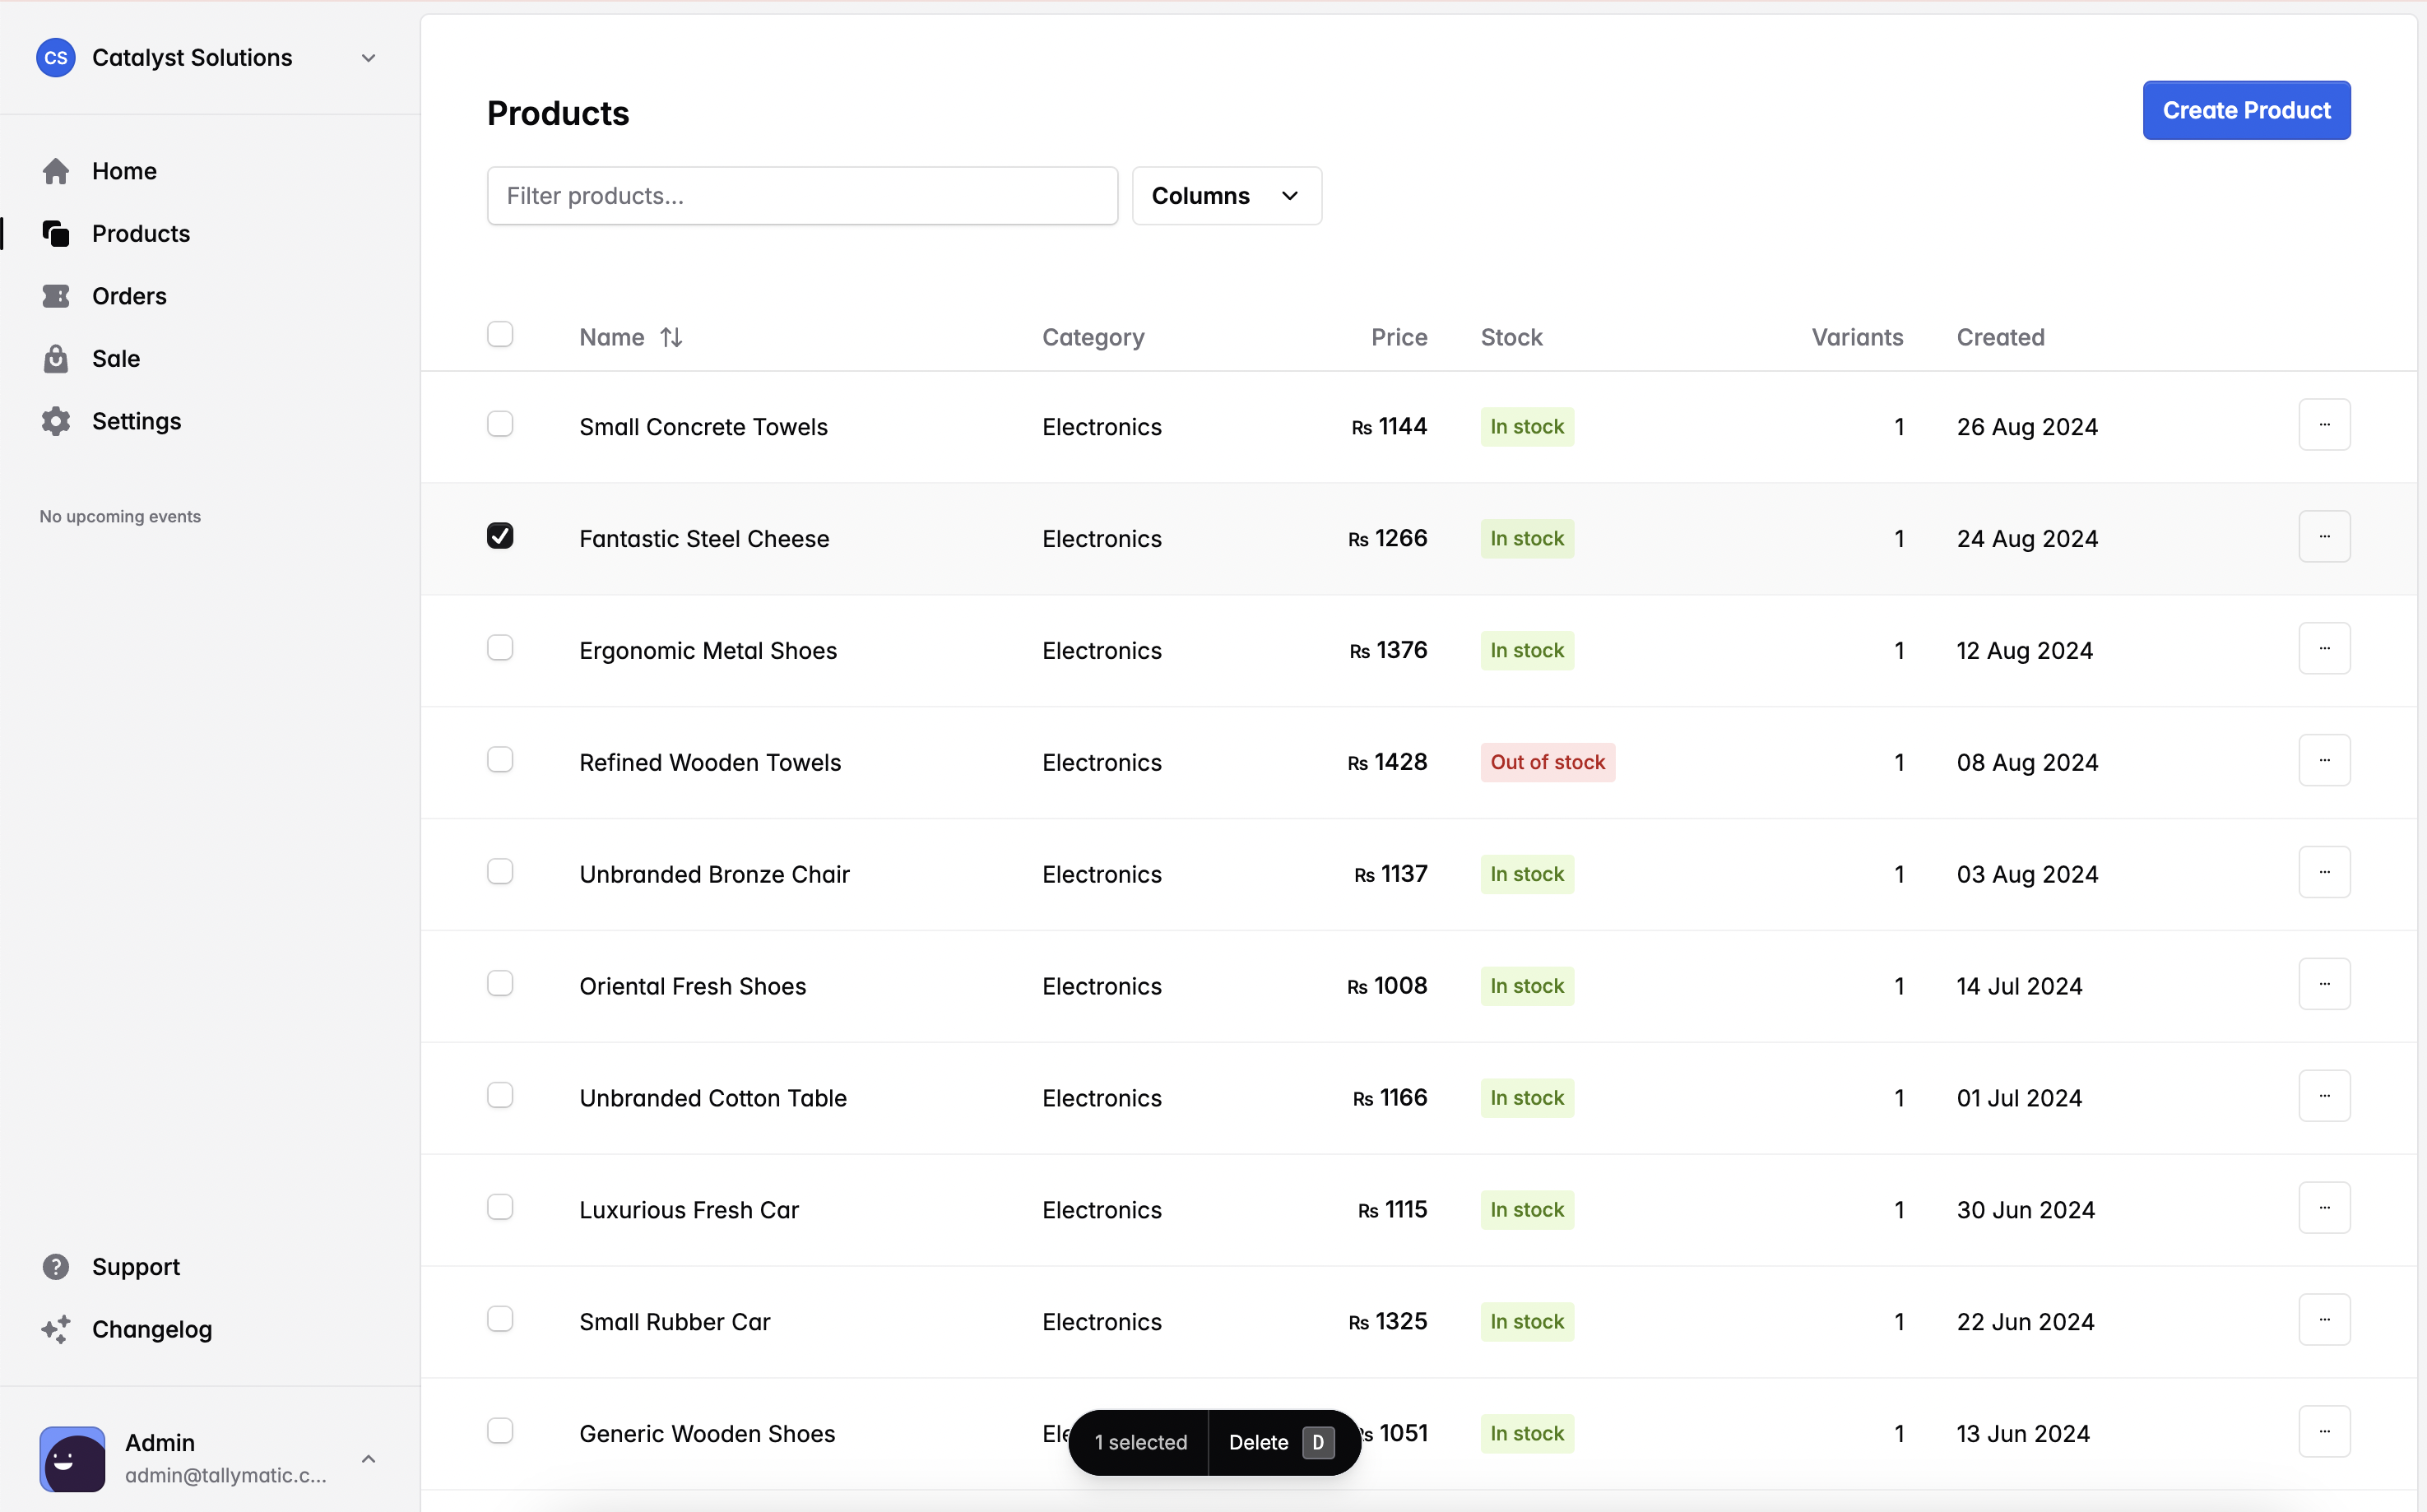 CS Catalyst Solutions
Home
Products
Orders
Sale
Settings
No upcoming events
Support
Changelog
Admin
admin@tallymatic.c...
Products
Create Product
Filter products...
Columns
Name Category Price Stock Variants Created
Small Concrete Towels Electronics Rs 1144 In stock 1 26 Aug 2024 ...
Fantastic Steel Cheese Electronics Rs 1266 In stock 1 24 Aug 2024 ...
Ergonomic Metal Shoes Electronics Rs 1376 In stock 1 12 Aug 2024 ...
Refined Wooden Towels Electronics Rs 1428 Out of stock 1 08 Aug 2024 ...
Unbranded Bronze Chair Electronics Rs 1137 In stock 1 03 Aug 2024 ...
Oriental Fresh Shoes Electronics Rs 1008 In stock 1 14 Jul 2024 ...
Unbranded Cotton Table Electronics Rs 1166 In stock 1 01 Jul 2024 ...
Luxurious Fresh Car Electronics Rs 1115 In stock 1 30 Jun 2024 ...
Small Rubber Car Electronics Rs 1325 In stock 1 22 Jun 2024 ...
Generic Wooden Shoes 1051 In stock 1 13 Jun 2024 ...
1 selected Delete D